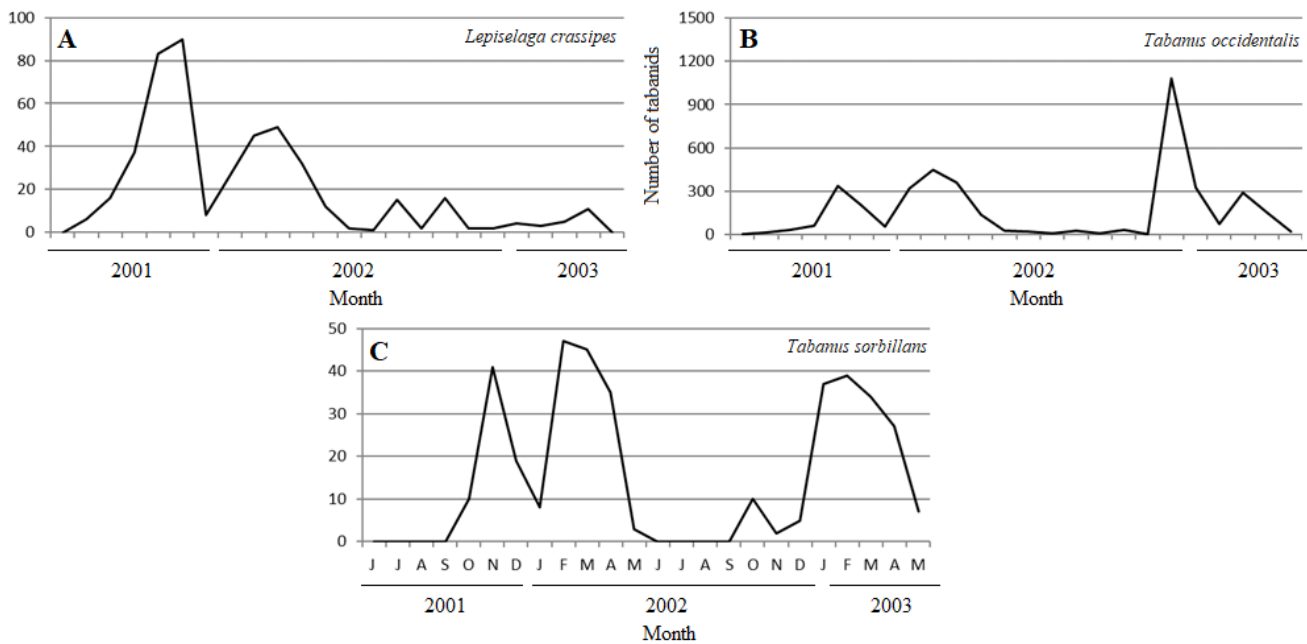 A
Lepiselaga crassipes
100
80
60
40
20
0
2001
2002
2003
Month
B
Tabanus occidentalis
Number of tabanids
1500
1200
900
600
300
0
2001
2002
2003
Month
C
Tabanus sorbillans
50
40
30
20
10
0
J J A S O N D J F M A M J J A S O N D J F M A M
2001
2002
2003
Month